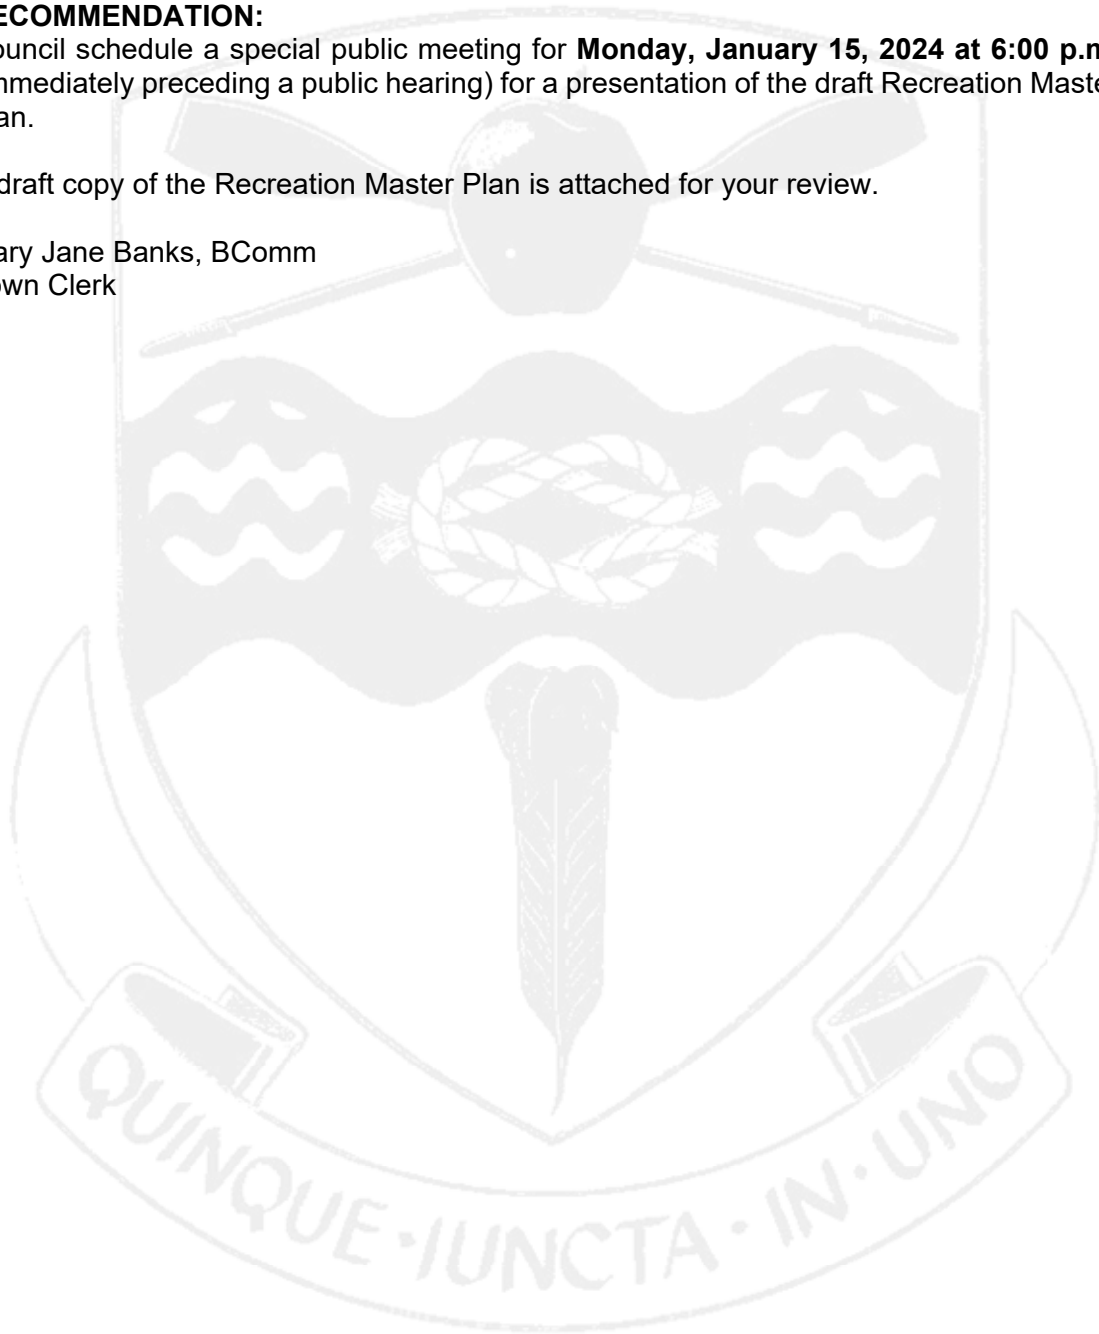 ECOMMENDATION:
ouncil schedule a special public meeting for Monday, January 15, 2024 at 6:00 p.m
mmediately preceding a public hearing) for a presentation of the draft Recreation Maste
an.
draft copy of the Recreation Master Plan is attached for your review.
ary Jane Banks, BComm
own Clerk
QUINQUE · IUNCTA · IN · UNO